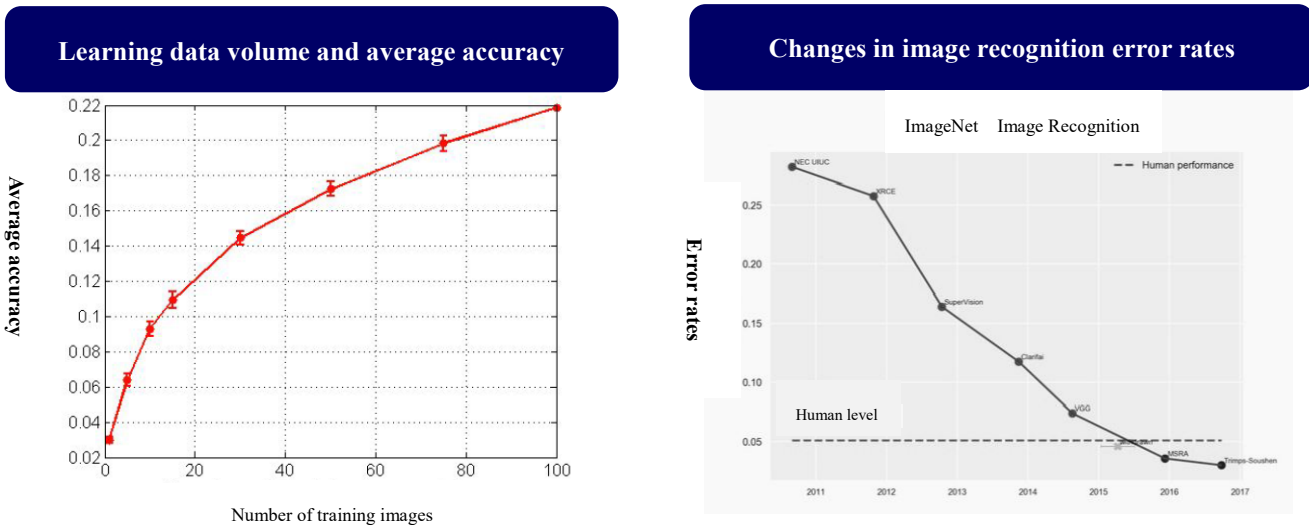 Learning data volume and average accuracy
0.22
0.2
0.18
0.16
0.14
0.12
0.1
0.08
0.06
0.04
0.02
0 20 40 60 80 100
Average accuracy
Number of training images
Changes in image recognition error rates
ImageNet Image Recognition
Human performance
NEC UIUC
XRCE
SuperVision
Clarifai
VGG
MSRA
Trimps-Soushen
Human level
0.25
0.20
0.15
0.10
0.05
2011 2012 2013 2014 2015 2016 2017
Error rates